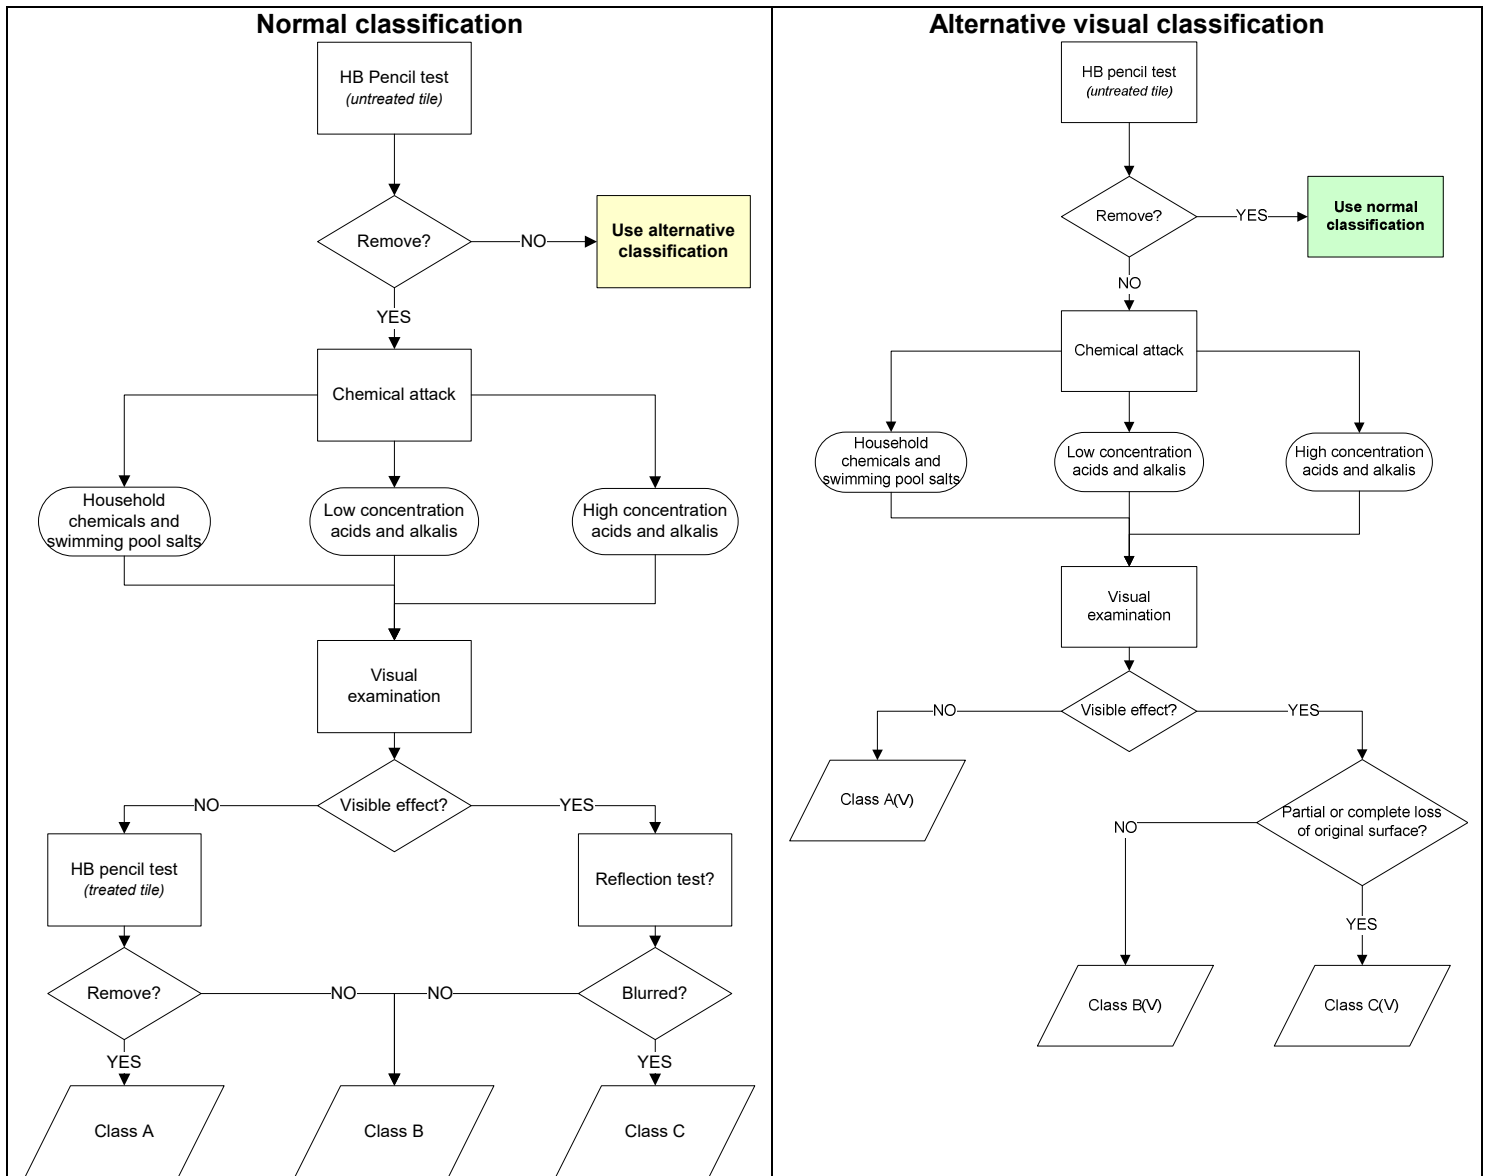 Normal classification
HB Pencil test
(untreated tile)
Remove?
NO
Use alternative
classification
YES
Chemical attack
Household
chemicals and
swimming pool salts
Low concentration
acids and alkalis
High concentration
acids and alkalis
Visual
examination
Visible effect?
NO
YES
HB pencil test
(treated tile)
Reflection test?
Remove?
NO
NO
Blurred?
YES
YES
Class A
Class B
Class C
Alternative visual classification
HB pencil test
(untreated tile)
Remove?
YES
Use normal
classification
NO
Chemical attack
Household
chemicals and
swimming pool salts
Low concentration
acids and alkalis
High concentration
acids and alkalis
Visual
examination
Visible effect?
NO
YES
Class A(V)
Partial or complete loss
of original surface?
NO
YES
Class B(V)
Class C(V)